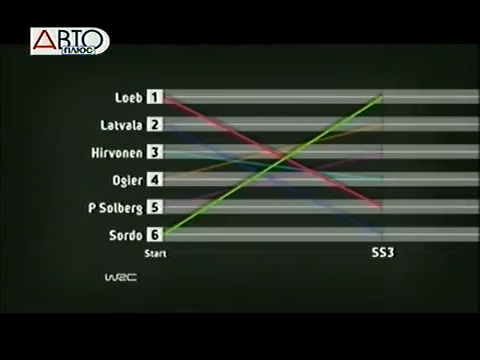 АВТО
ПЛЮС
Loeb 1
Latvala 2
Hirvonen 3
Ogier 4
P Solberg 5
Sordo 6
Start SS3
WRC